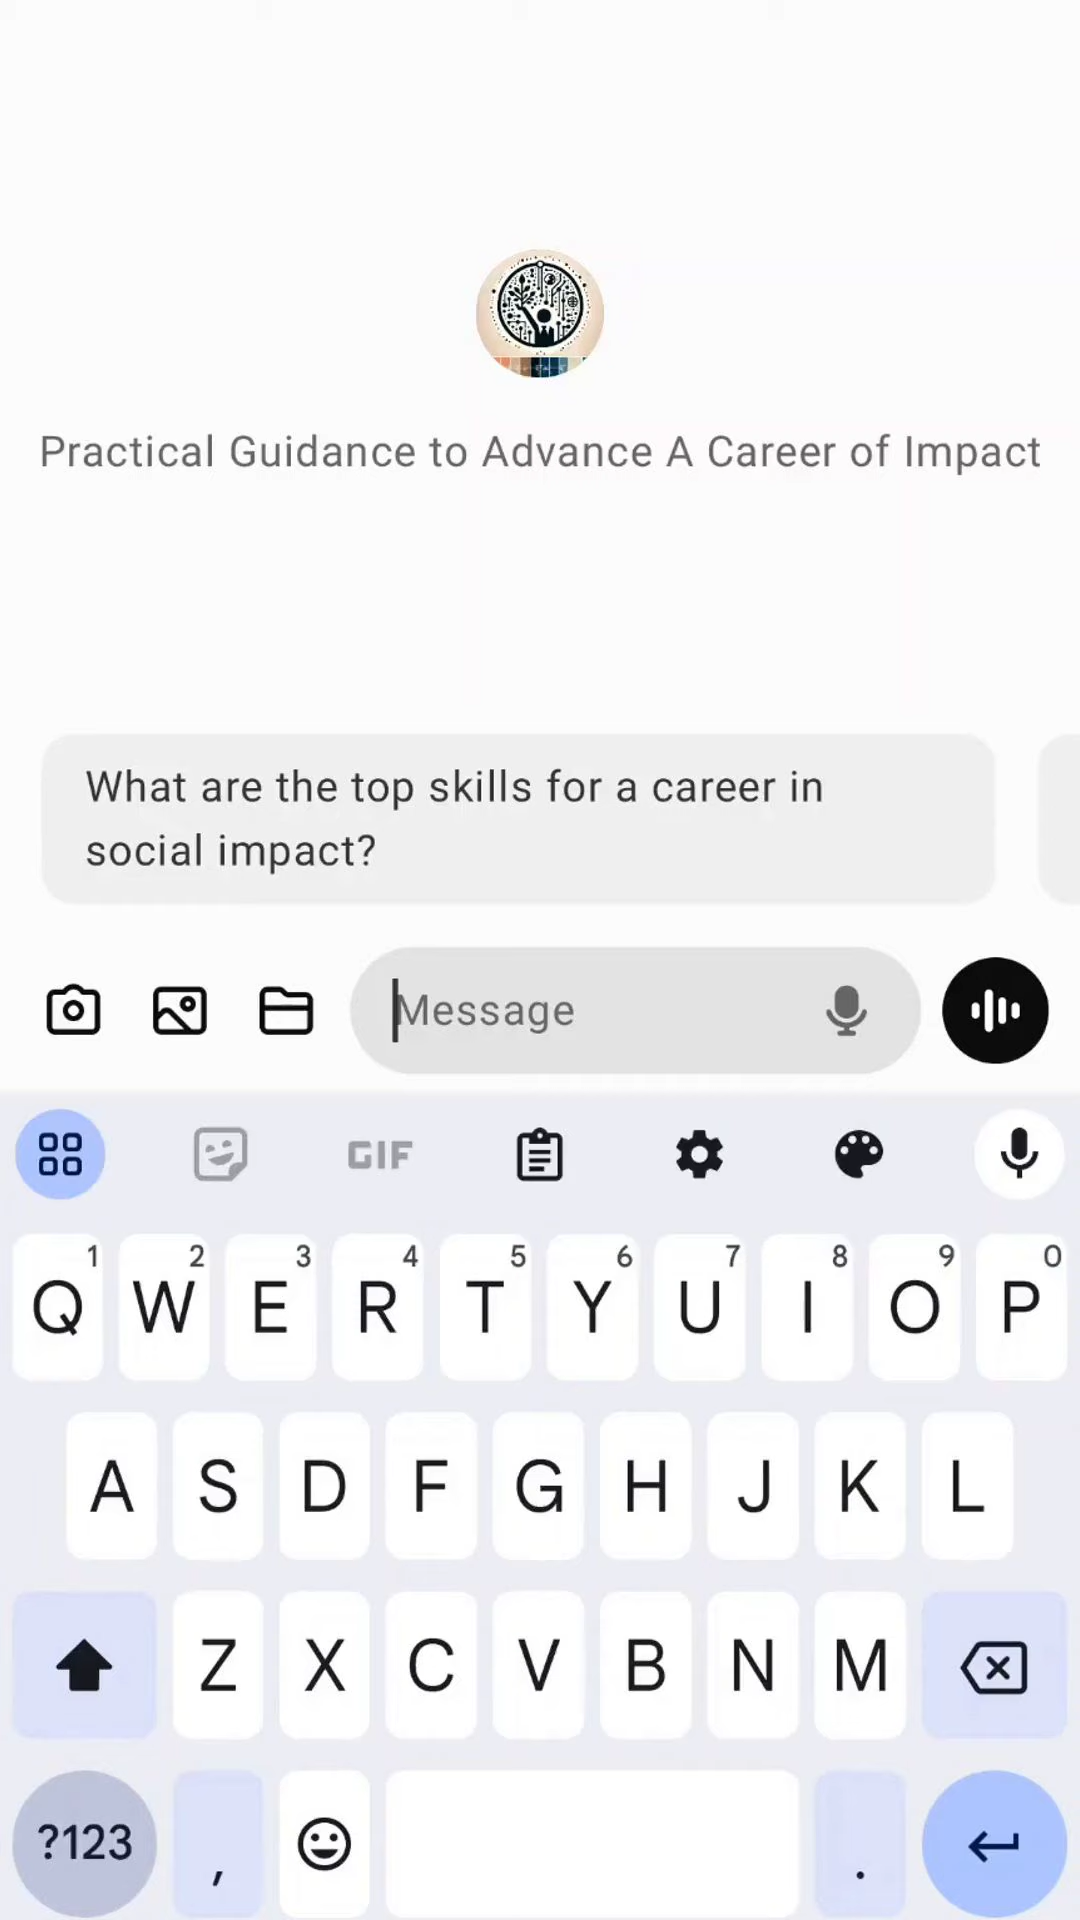 Practical Guidance to Advance A Career of Impact
What are the top skills for a career in
social impact?
Message
GIF
1 2 3 4 5 6 7 8 9 0
Q W E R T Y U I O P
A S D F G H J K L
Z X C V B N M
?123 , .